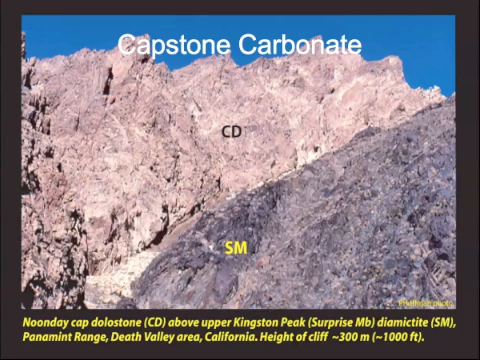 Capstone Carbonate
CD
SM
Noonday cap dolostone (CD) above upper Kingston Peak (Surprise Mb) diamictite (SM),
Panamint Range, Death Valley area, California. Height of cliff ~300 m (~1000 ft).